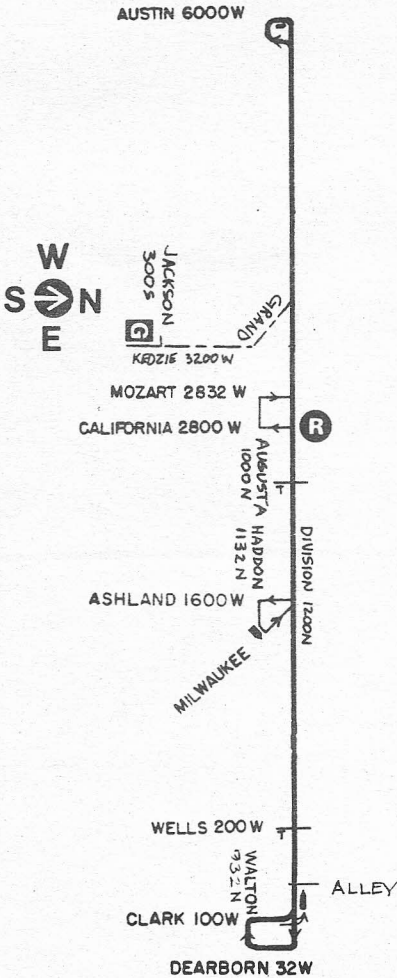 AUSTIN 6000W
W
S N
E
JACKSON
300S
GRAND
G
KEDZIE 3200W
MOZART 2832 W
CALIFORNIA 2800 W
R
AUGUSTA
1000N
HADDON
1132N
DIVISION 1200N
ASHLAND 1600W
MILWAUKEE
WELLS 200W
WALTON
932N
ALLEY
CLARK 100W
DEARBORN 32W